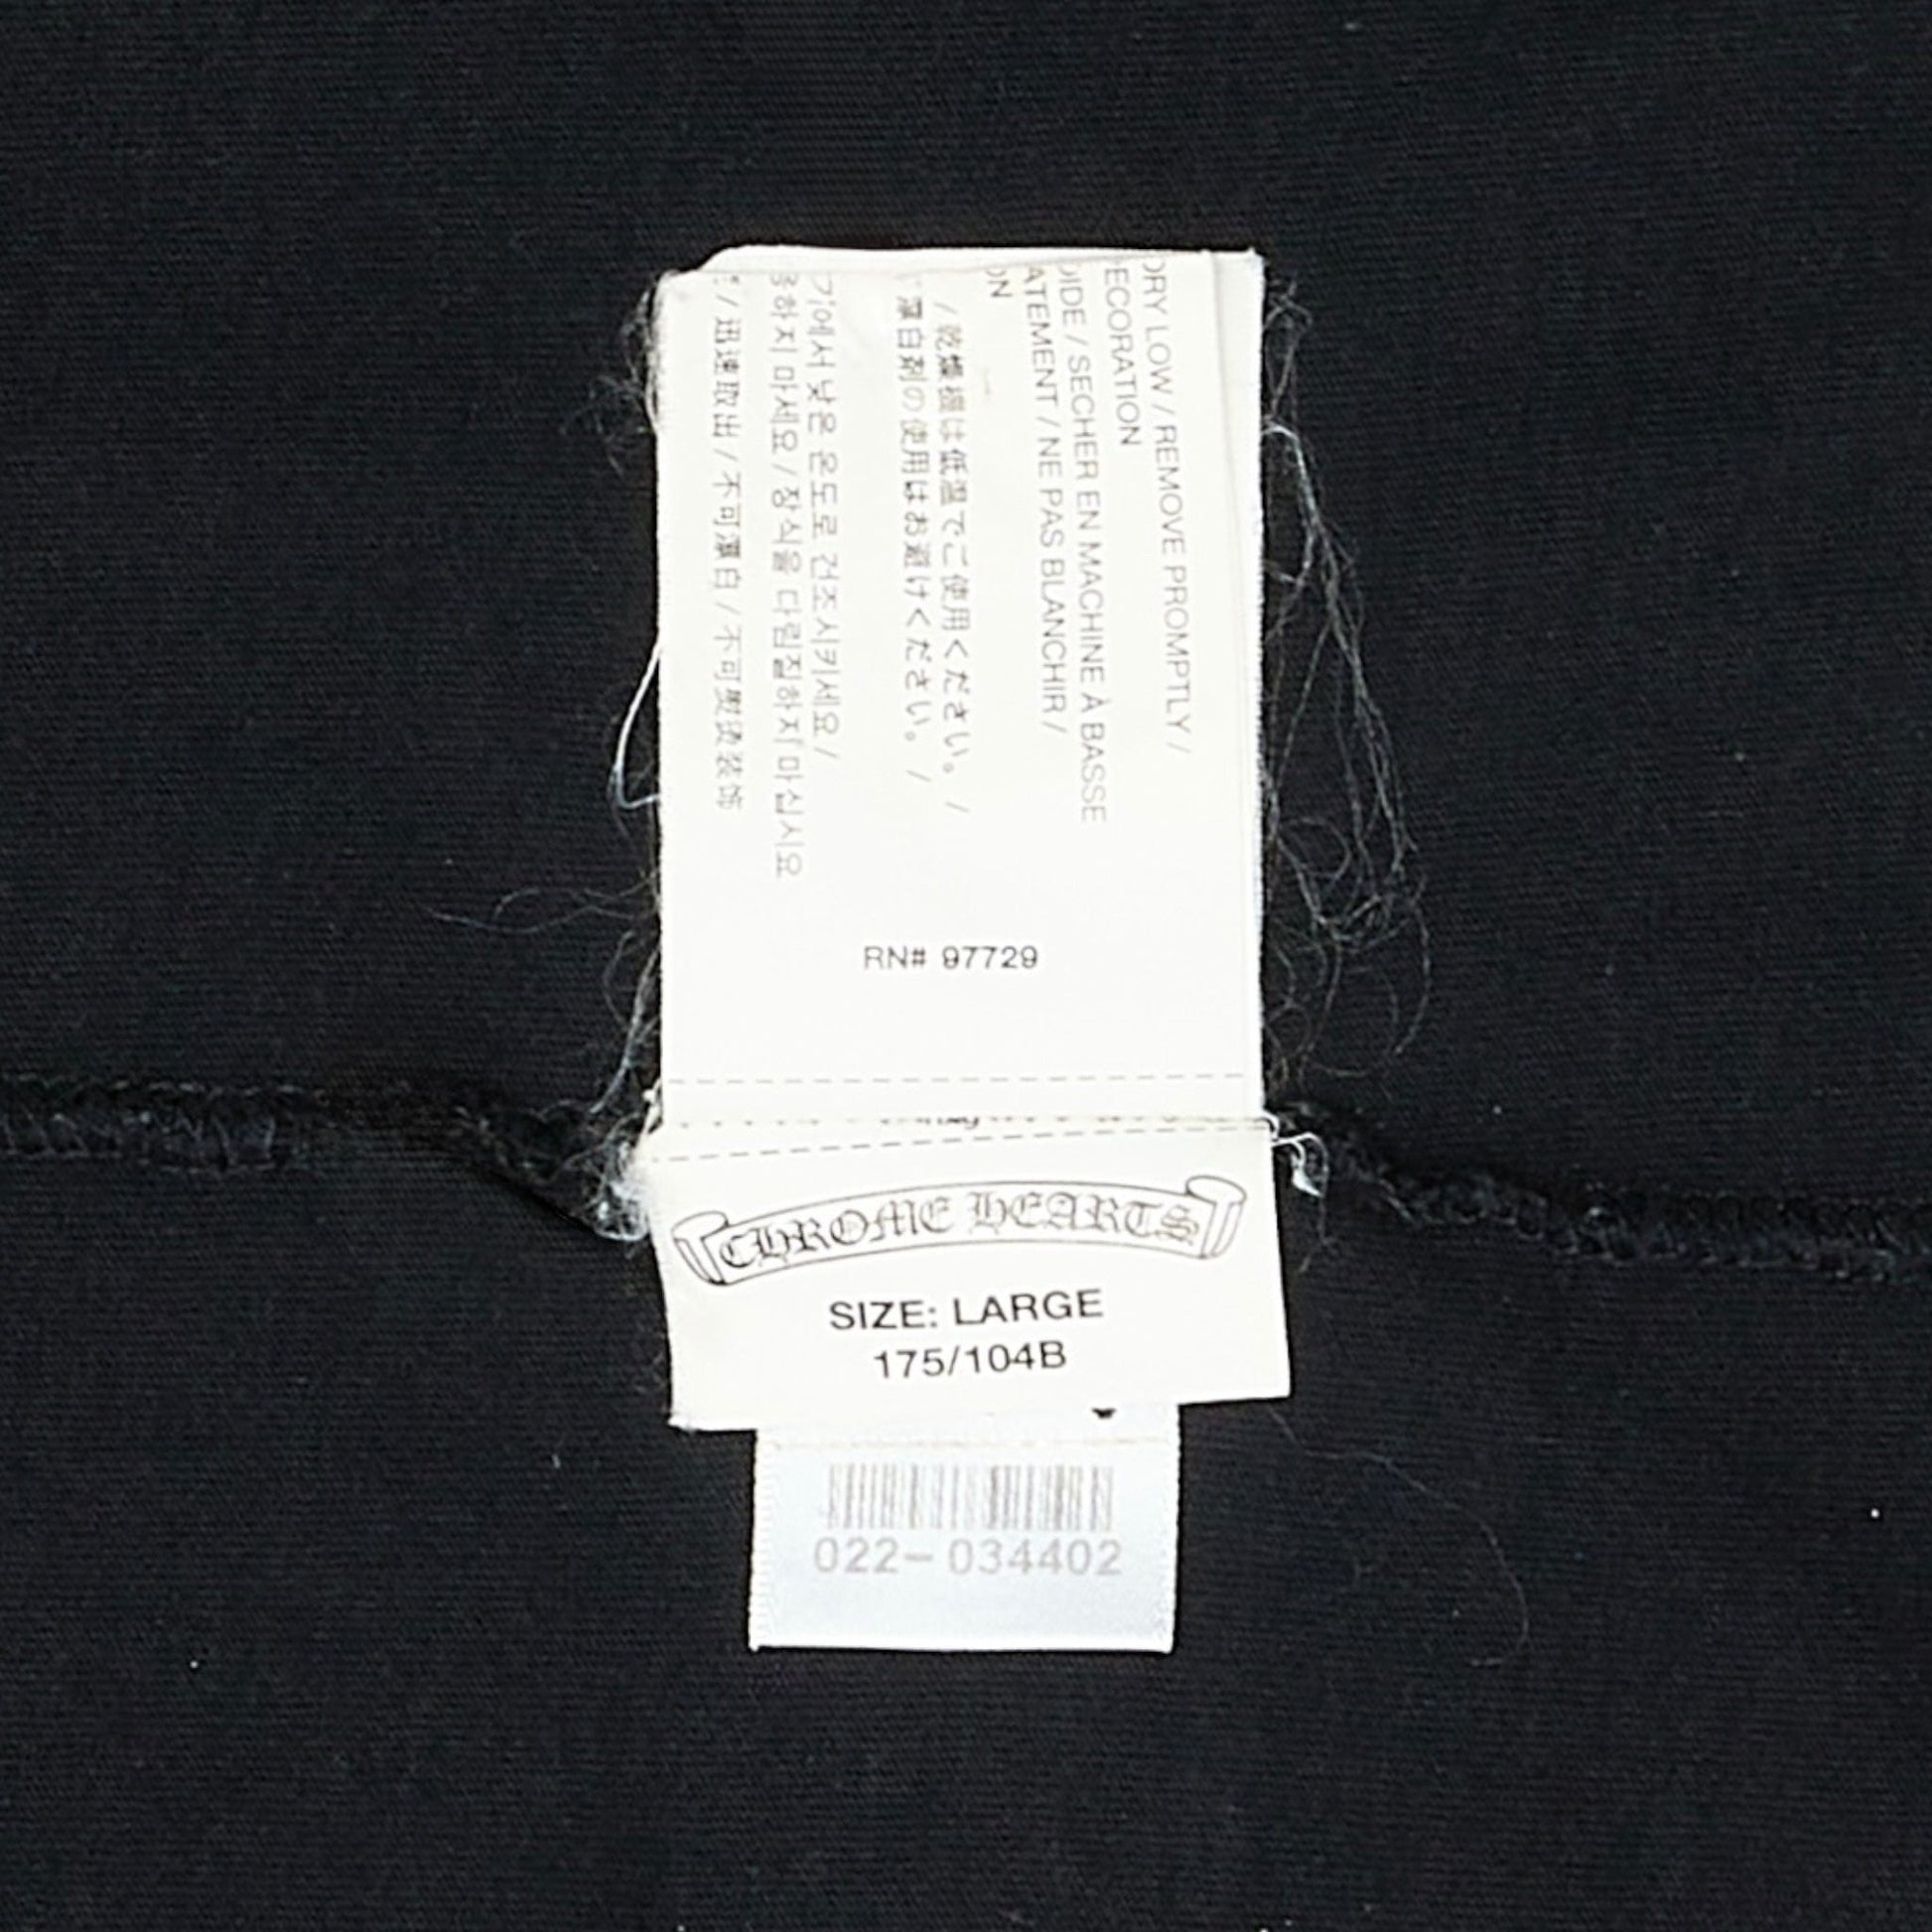 DRY LOW / REMOVE PROMPTLY /
ECORATION
OIDE / SECHER EN MACHINE À BASSE
ATEMENT / NE PAS BLANCHIR /
ON
/ 乾燥機は低温でご使用ください。 /
漂白剤の使用はお避けください。 /
기에서 낮은 온도로 건조시키세요 /
용하지 마세요 / 장식을 다림질하지 마십시오
/ 迅速取出 / 不可漂白 / 不可熨烫装饰
RN# 97729
CHROME HEARTS
SIZE: LARGE
175/104B
022-034402